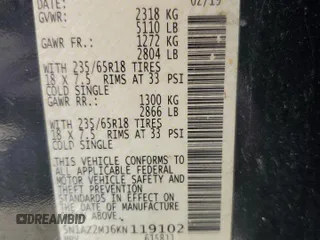 DATE: 02/19
GVWR: 2318 KG
5110 LB
GAWR FR.: 1272 KG
2804 LB
WITH 235/65R18 TIRES
18 X 7.5 RIMS AT 33 PSI
COLD SINGLE
GAWR RR.: 1300 KG
2866 LB
WITH 235/65R18 TIRES
18 X 7.5 RIMS AT 33 PSI
COLD SINGLE
THIS VEHICLE CONFORMS TO
ALL APPLICABLE FEDERAL
MOTOR VEHICLE SAFETY
STANDARDS IN EFFECT ON
THE DATE OF MANUFACTURE
SHOWN ABOVE.
5N1AZ2MJ6KN119102
DREAMBID